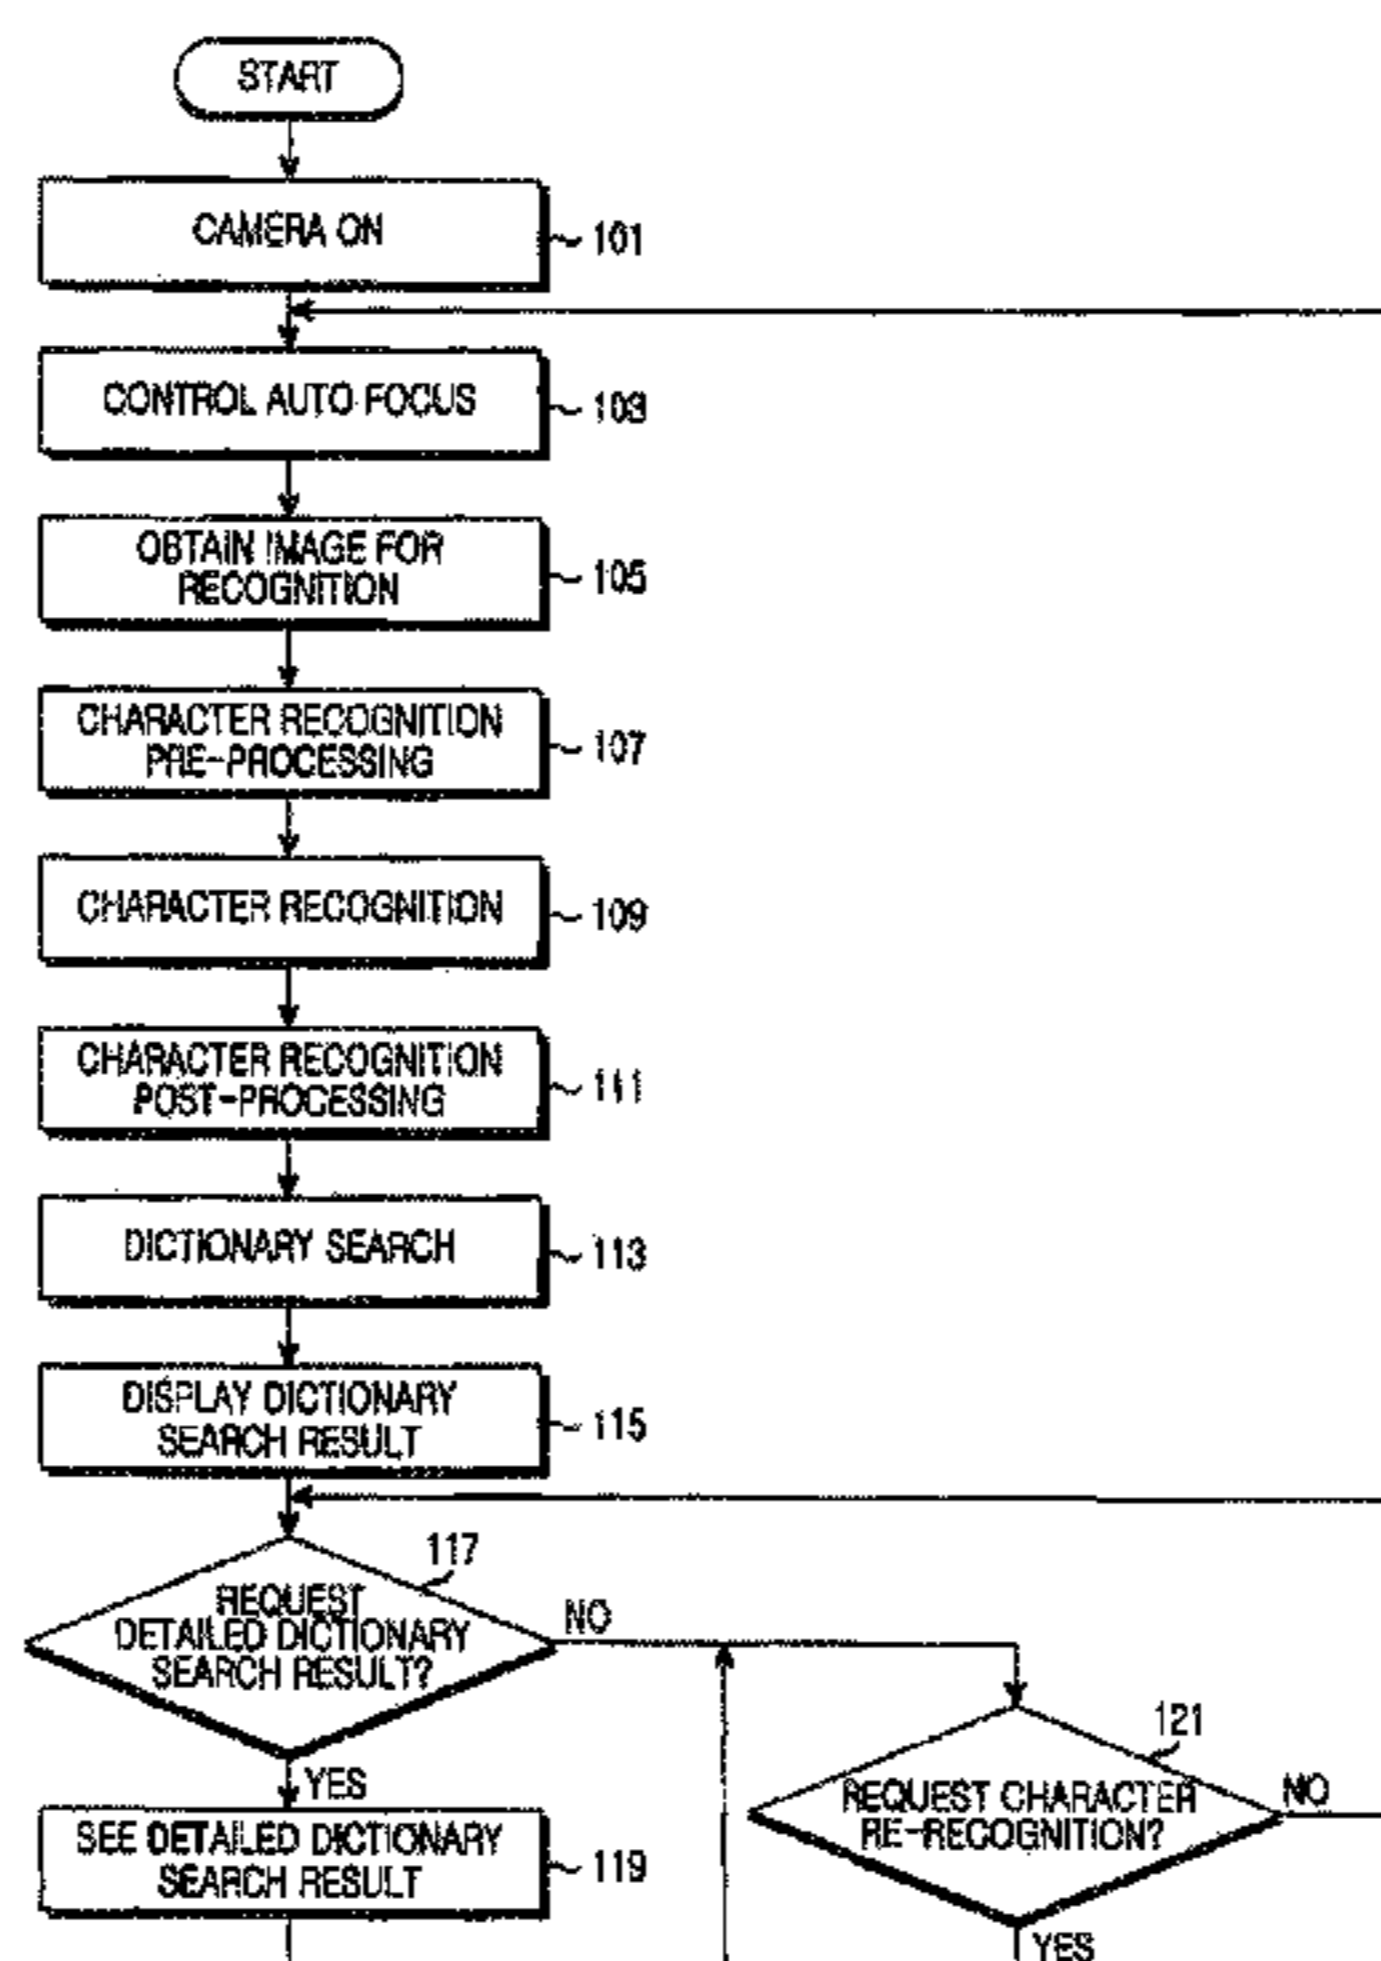 START
CAMERA ON
101
CONTROL AUTO FOCUS
103
OBTAIN IMAGE FOR
RECOGNITION
105
CHARACTER RECOGNITION
PRE-PROCESSING
107
CHARACTER RECOGNITION
109
CHARACTER RECOGNITION
POST-PROCESSING
111
DICTIONARY SEARCH
113
DISPLAY DICTIONARY
SEARCH RESULT
115
117
REQUEST
DETAILED DICTIONARY
SEARCH RESULT?
NO
YES
121
REQUEST CHARACTER
RE-RECOGNITION?
NO
YES
SEE DETAILED DICTIONARY
SEARCH RESULT
119